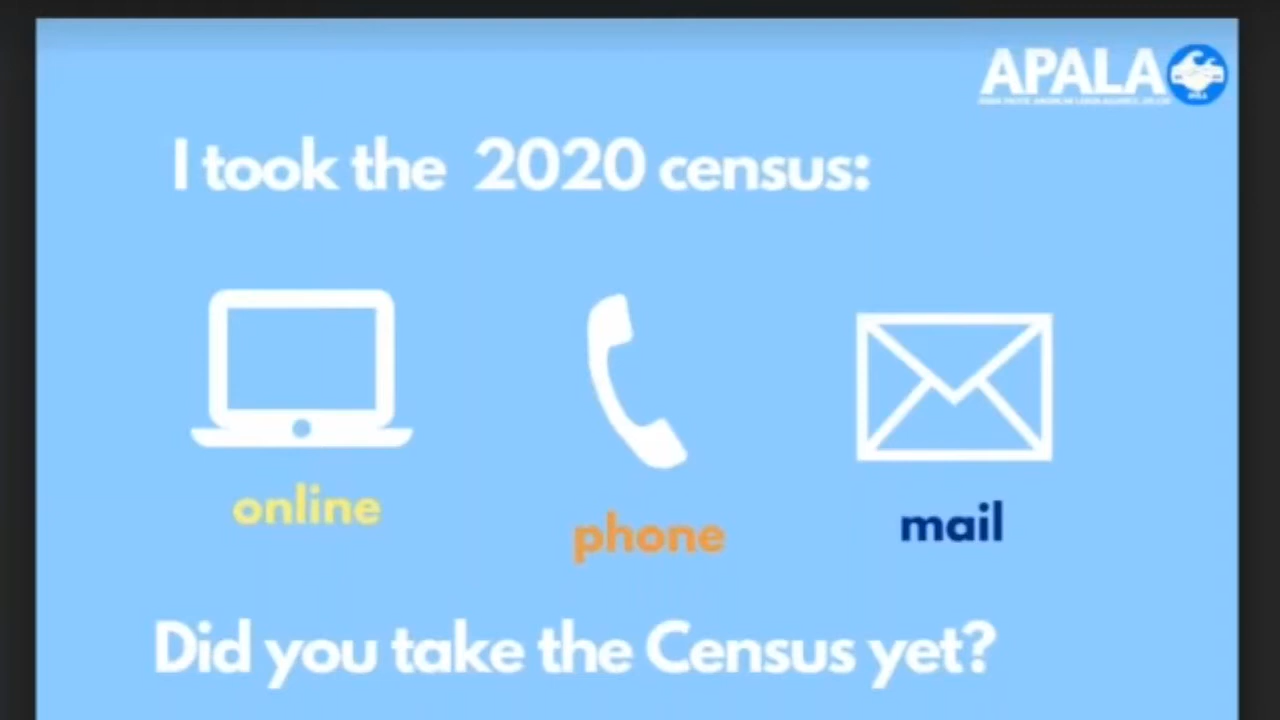 APALA
I took the 2020 census:
online
phone
mail
Did you take the Census yet?